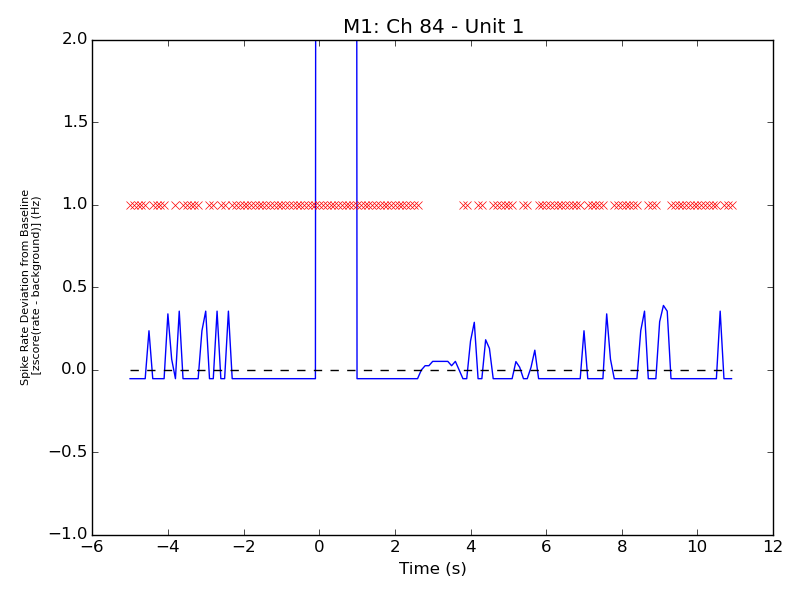 M1: Ch 84 - Unit 1
2.0
1.5
1.0
0.5
0.0
−0.5
−1.0
Spike Rate Deviation from Baseline
[zscore(rate - background)] (Hz)
−6 −4 −2 0 2 4 6 8 10 12
Time (s)